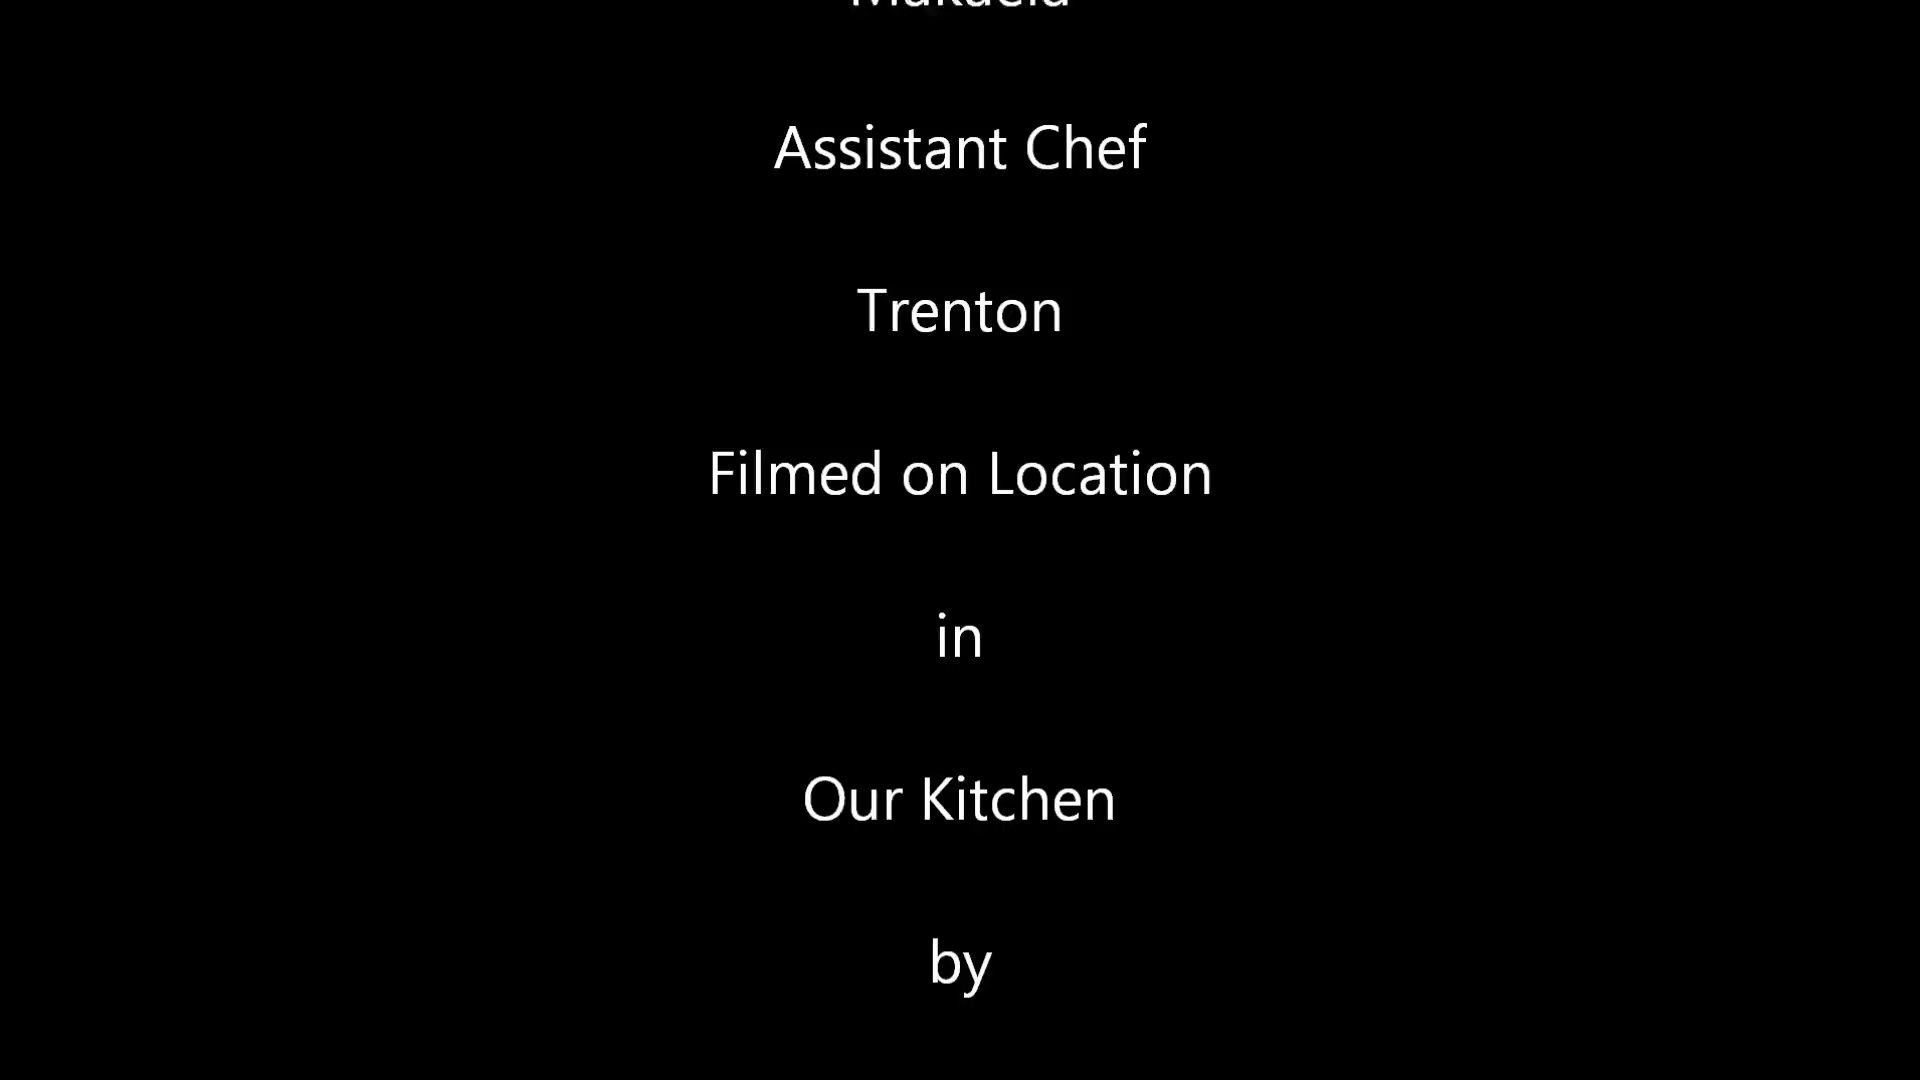 Assistant Chef
Trenton
Filmed on Location
in
Our Kitchen
by